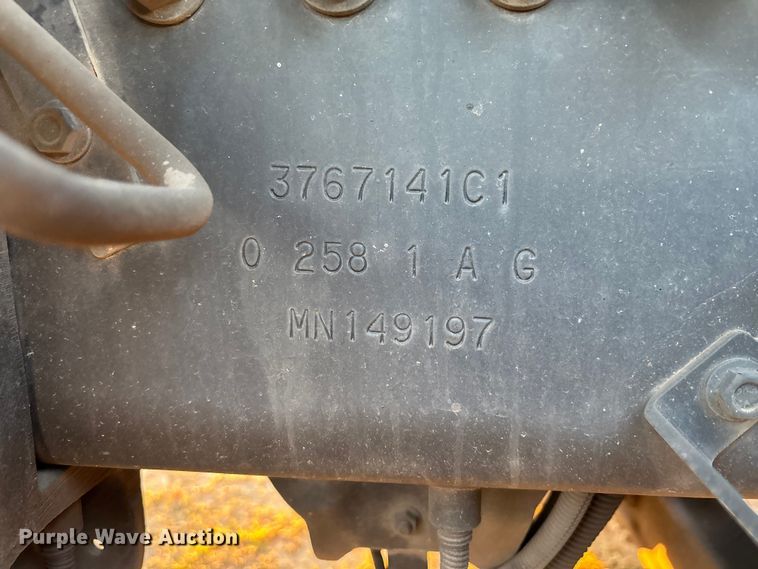 3767141C1
0 258 1 A G
MN149197
Purple Wave Auction